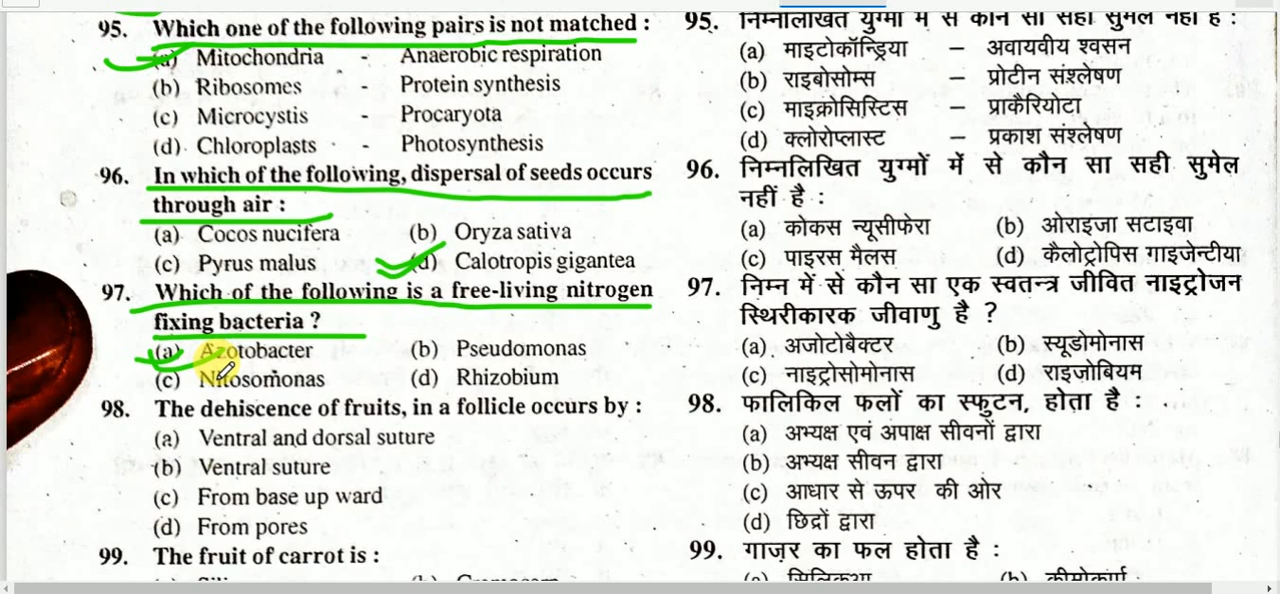 95. Which one of the following pairs is not matched :
(a) Mitochondria - Anaerobic respiration
(b) Ribosomes - Protein synthesis
(c) Microcystis - Procaryota
(d) Chloroplasts - Photosynthesis
96. In which of the following, dispersal of seeds occurs
through air :
(a) Cocos nucifera (b) Oryza sativa
(c) Pyrus malus (d) Calotropis gigantea
97. Which of the following is a free-living nitrogen
fixing bacteria ?
(a) Azotobacter (b) Pseudomonas
(c) Nitosomonas (d) Rhizobium
98. The dehiscence of fruits, in a follicle occurs by :
(a) Ventral and dorsal suture
(b) Ventral suture
(c) From base up ward
(d) From pores
99. The fruit of carrot is :
95. निम्नलिखित युग्मों में से कौन सा सही सुमेल नहीं है :
(a) माइटोकॉन्ड्रिया – अवायवीय श्वसन
(b) राइबोसोम्स – प्रोटीन संश्लेषण
(c) माइक्रोसिस्टिस – प्राकैरियोटा
(d) क्लोरोप्लास्ट – प्रकाश संश्लेषण
96. निम्नलिखित युग्मों में से कौन सा सही सुमेल
नहीं है :
(a) कोकस न्यूसीफेरा (b) ओराइजा सटाइवा
(c) पाइरस मैलस (d) कैलोट्रोपिस ग़ाइजेन्टीया
97. निम्न में से कौन सा एक स्वतन्त्र जीवित नाइट्रोजन
स्थिरीकारक जीवाणु है ?
(a) अजोटोबैक्टर (b) स्यूडोमोनास
(c) नाइट्रोसोमोनास (d) राइज़ोबियम
98. फालिकिल फलों का स्फुटन, होता है :
(a) अभ्यक्ष एवं अपाक्ष सीवनों द्वारा
(b) अभ्यक्ष सीवन द्वारा
(c) आधार से ऊपर की ओर
(d) छिद्रों द्वारा
99. गाज़र का फल होता है :